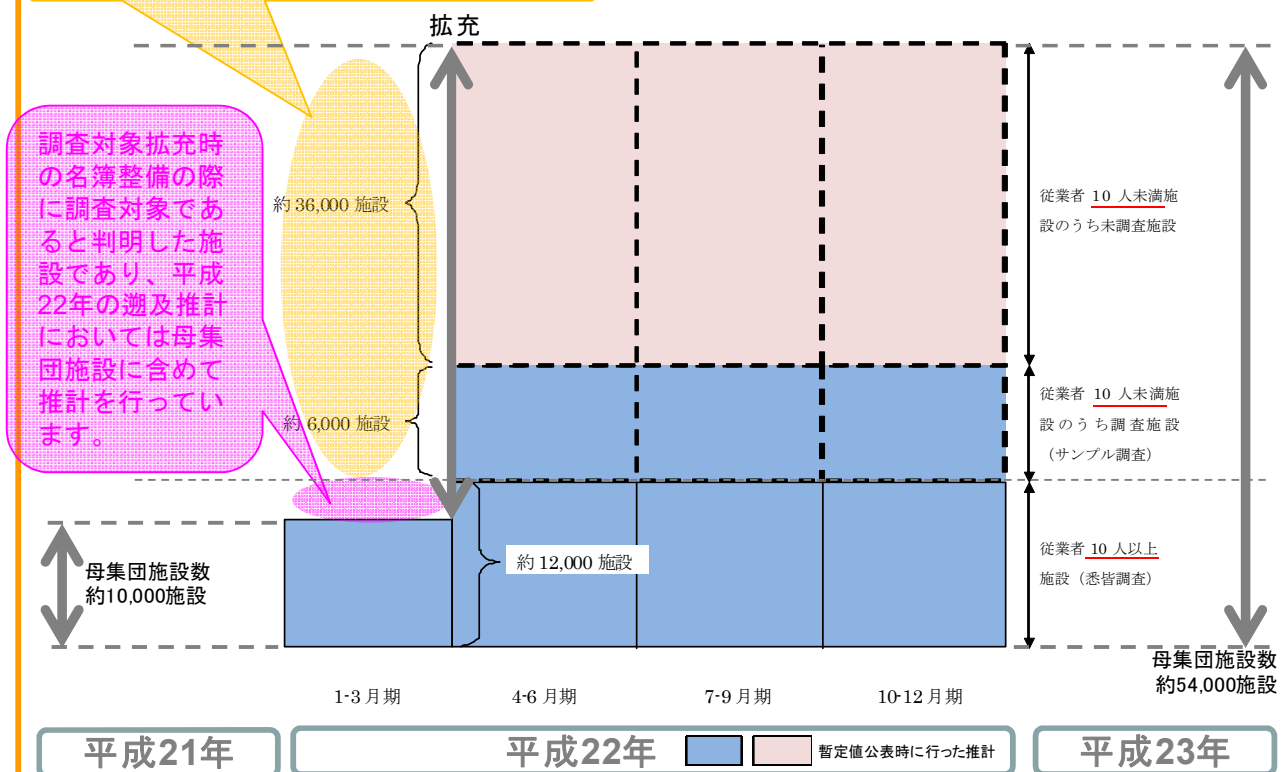 拡充
調査対象拡充時
の名簿整備の際
に調査対象であ
ると判明した施
設であり、平成
22年の遡及推計
においては母集
団施設に含めて
推計を行ってい
ます。
約 36,000 施設
約 6,000 施設
従業者 10 人未満施
設のうち未調査施設
従業者 10 人未満施
設のうち調査施設
（サンプル調査）
約 12,000 施設
従業者 10 人以上
施設（悉皆調査）
母集団施設数
約10,000施設
母集団施設数
約54,000施設
1-3 月期
4-6 月期
7-9 月期
10-12 月期
平成21年
平成22年
暫定値公表時に行った推計
平成23年